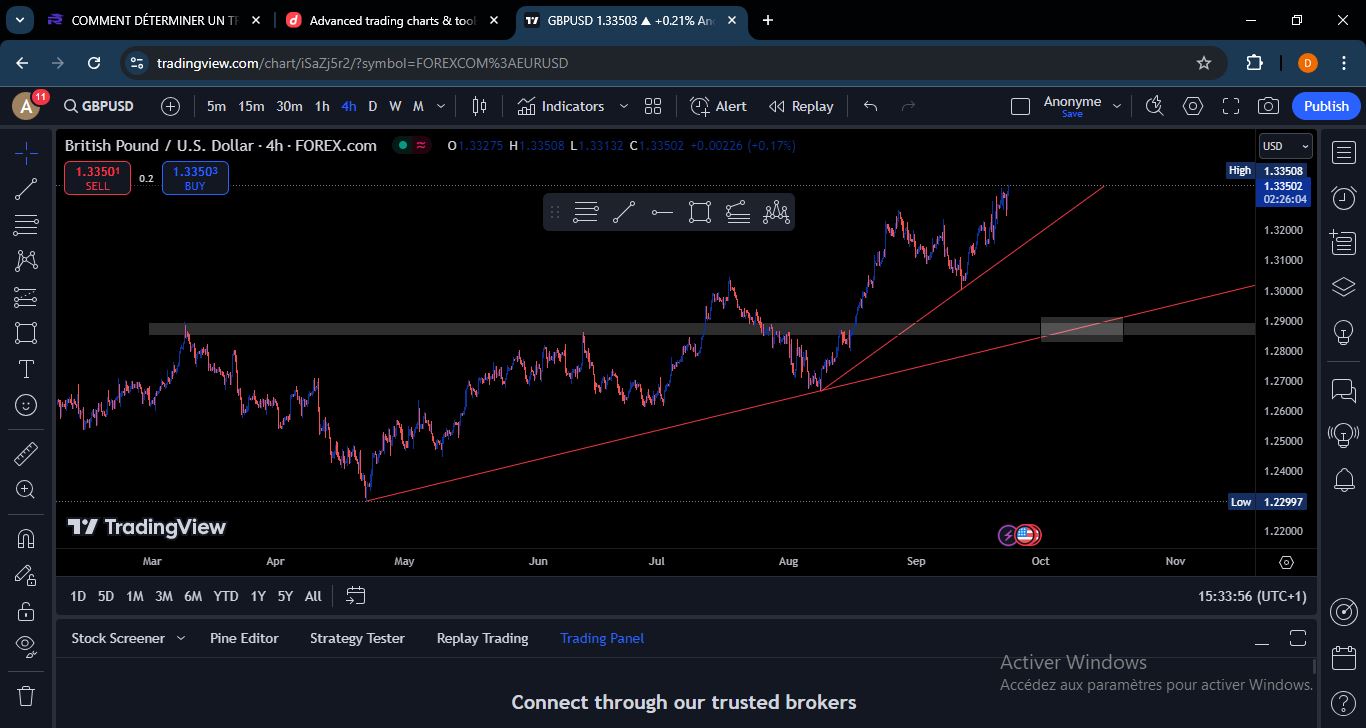 COMMENT DÉTERMINER UN TR
Advanced trading charts & tool
GBPUSD 1.33503 ▲ +0.21% An
tradingview.com/chart/iSaZj5r2/?symbol=FOREXCOM%3AEURUSD
D
A 11 GBPUSD 5m 15m 30m 1h 4h D W M Indicators Alert Replay Anonyme Save Publish
British Pound / U.S. Dollar · 4h · FOREX.com O1.33275 H1.33508 L1.33132 C1.33502 +0.00226 (+0.17%)
USD
1.33501 SELL 0.2 1.33503 BUY
High 1.33508
1.33502
02:26:04
1.32000
1.31000
1.30000
1.29000
1.28000
1.27000
1.26000
1.25000
1.24000
Low 1.22997
1.22000
TradingView
Mar Apr May Jun Jul Aug Sep Oct Nov
1D 5D 1M 3M 6M YTD 1Y 5Y All 15:33:56 (UTC+1)
Stock Screener Pine Editor Strategy Tester Replay Trading Trading Panel
Activer Windows
Accédez aux paramètres pour activer Windows.
Connect through our trusted brokers